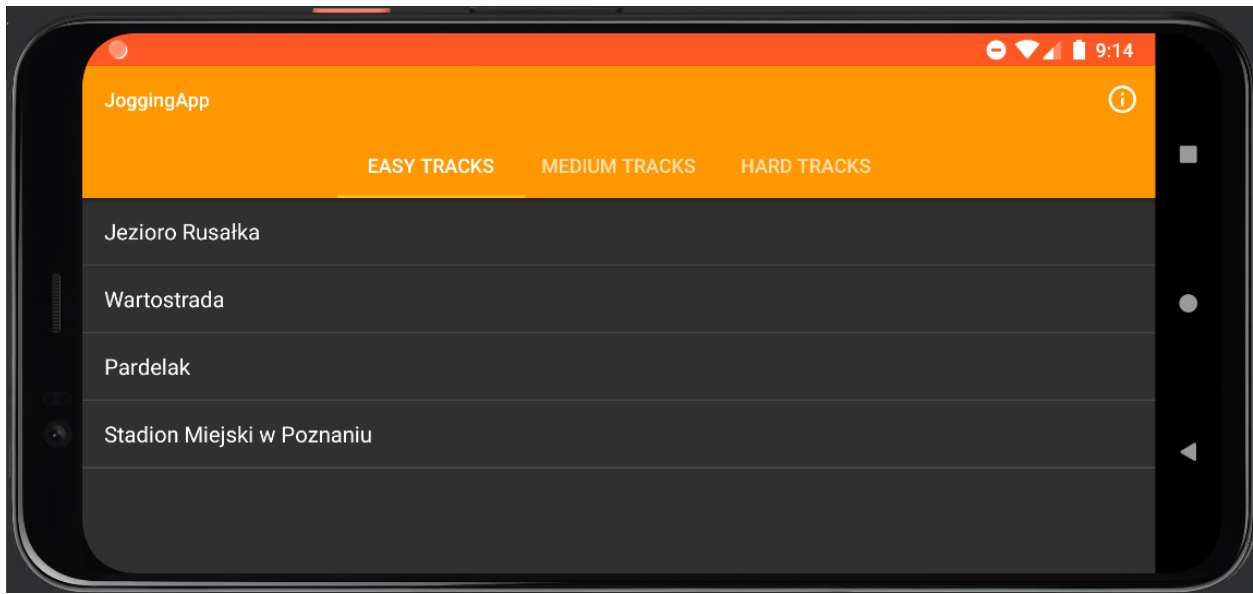 9:14
JoggingApp
EASY TRACKS MEDIUM TRACKS HARD TRACKS
Jezioro Rusałka
Wartostrada
Pardelak
Stadion Miejski w Poznaniu